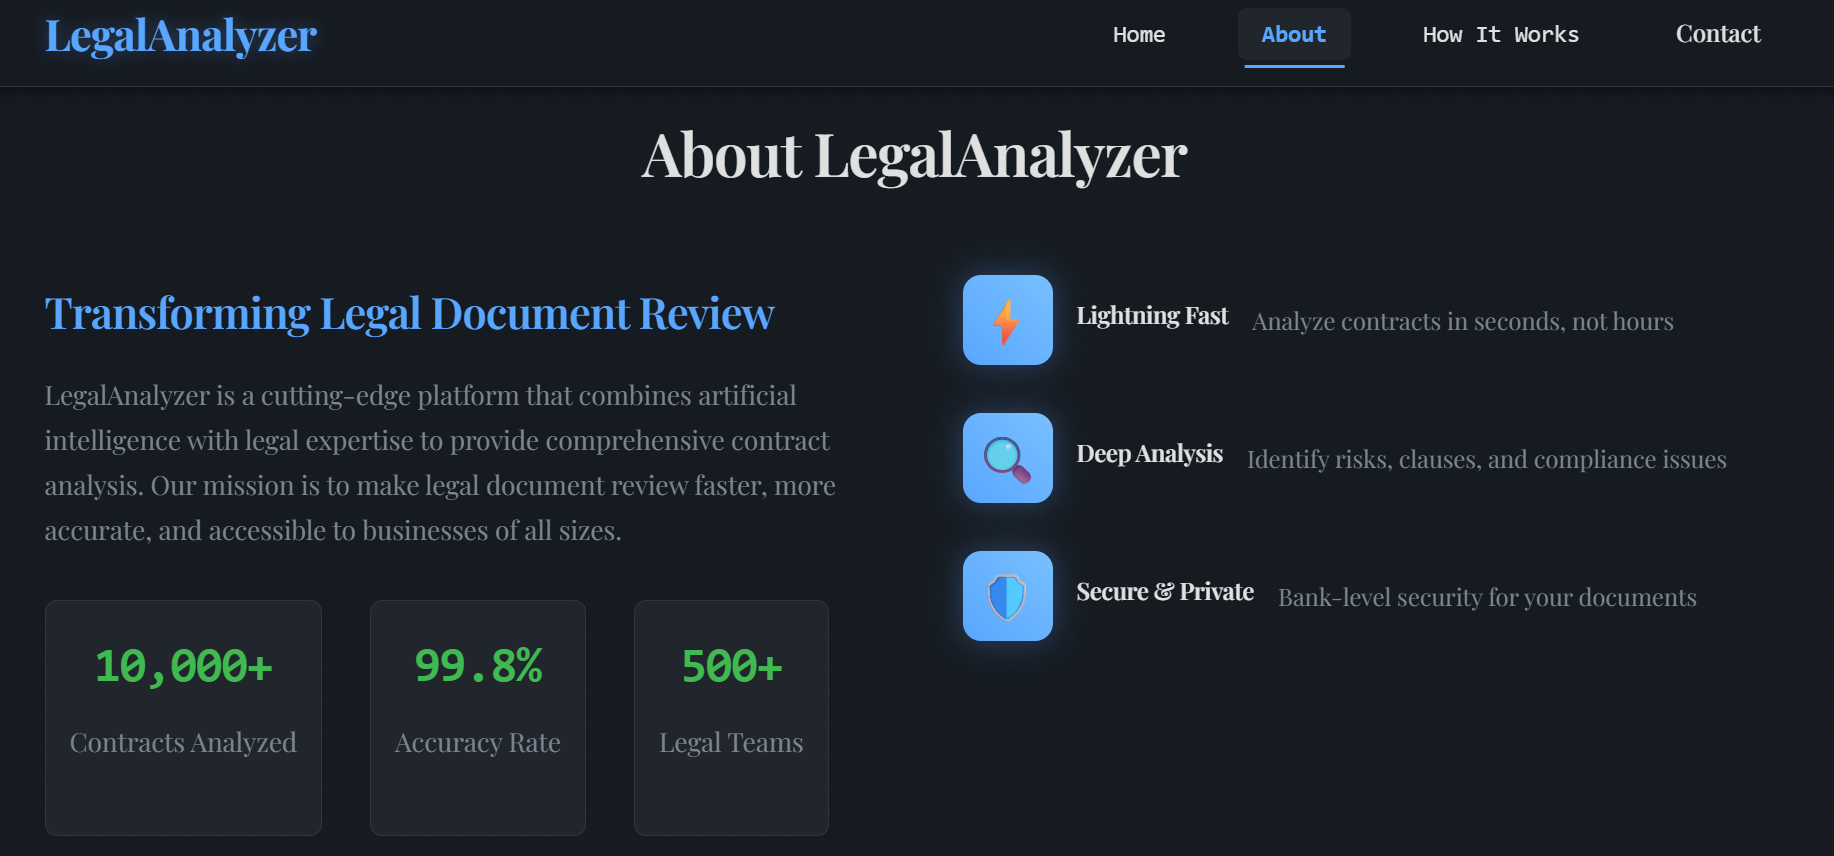 LegalAnalyzer
Home
About
How It Works
Contact
About LegalAnalyzer
Transforming Legal Document Review
LegalAnalyzer is a cutting-edge platform that combines artificial
intelligence with legal expertise to provide comprehensive contract
analysis. Our mission is to make legal document review faster, more
accurate, and accessible to businesses of all sizes.
10,000+
Contracts Analyzed
99.8%
Accuracy Rate
500+
Legal Teams
Lightning Fast
Analyze contracts in seconds, not hours
Deep Analysis
Identify risks, clauses, and compliance issues
Secure & Private
Bank-level security for your documents